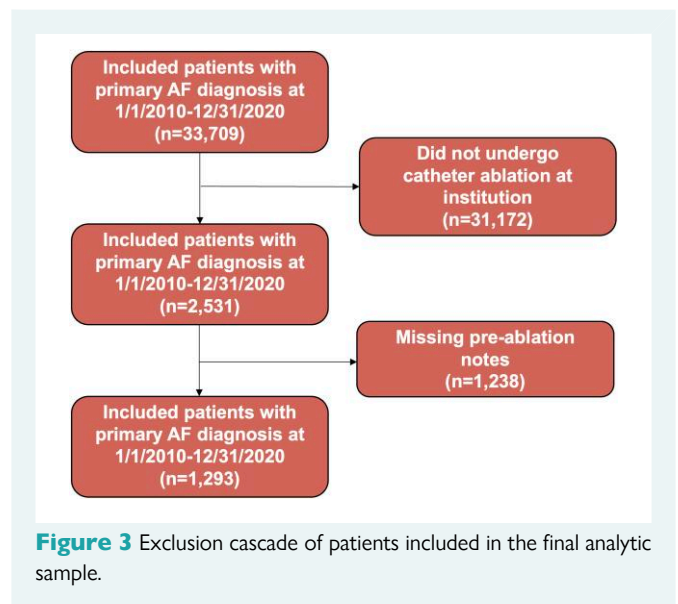 Included patients with
primary AF diagnosis at
1/1/2010-12/31/2020
(n=33,709)
Did not undergo
catheter ablation at
institution
(n=31,172)
Included patients with
primary AF diagnosis at
1/1/2010-12/31/2020
(n=2,531)
Missing pre-ablation
notes
(n=1,238)
Included patients with
primary AF diagnosis at
1/1/2010-12/31/2020
(n=1,293)
Figure 3 Exclusion cascade of patients included in the final analytic
sample.